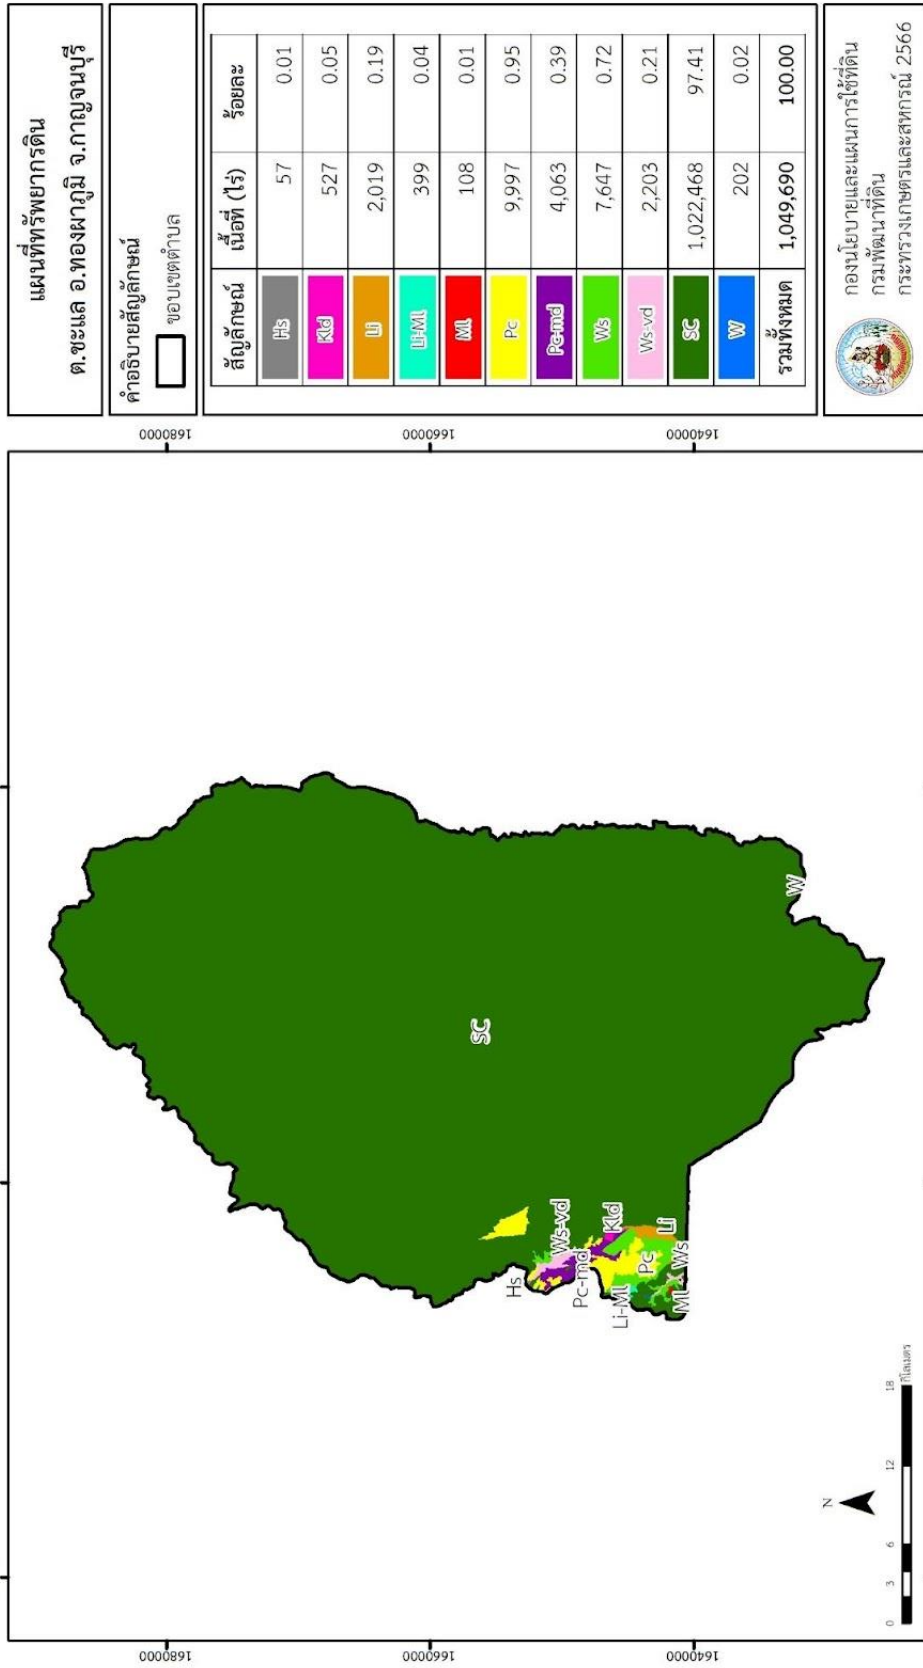 แผนที่ทรัพยากรดิน
ต.ชะแล อ.ทองผาภูมิ จ.กาญจนบุรี
คำอธิบายสัญลักษณ์
ขอบเขตตำบล
สัญลักษณ์ เนื้อที่ (ไร่) ร้อยละ
Hs 57 0.01
Kld 527 0.05
Li 2,019 0.19
Li-Ml 399 0.04
Ml 108 0.01
Pc 9,997 0.95
Pc-md 4,063 0.39
Ws 7,647 0.72
Ws-vd 2,203 0.21
SC 1,022,468 97.41
W 202 0.02
รวมทั้งหมด 1,049,690 100.00
กองนโยบายและแผนการใช้ที่ดิน
กรมพัฒนาที่ดิน
กระทรวงเกษตรและสหกรณ์ 2566
1680000
1660000
1640000
1680000
1660000
1640000
SC
W
Hs
Ws-vd
Pc-md
Kld
Li-Ml
Pc
Li
Ml
Ws
N
0 3 6 12 18
กิโลเมตร